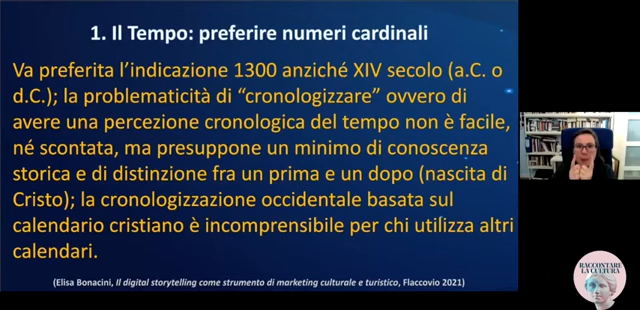 1. Il Tempo: preferire numeri cardinali
Va preferita l’indicazione 1300 anziché XIV secolo (a.C. o
d.C.); la problematicità di “cronologizzare” ovvero di
avere una percezione cronologica del tempo non è facile,
né scontata, ma presuppone un minimo di conoscenza
storica e di distinzione fra un prima e un dopo (nascita di
Cristo); la cronologizzazione occidentale basata sul
calendario cristiano è incomprensibile per chi utilizza altri
calendari.
(Elisa Bonacini, Il digital storytelling come strumento di marketing culturale e turistico, Flaccovio 2021)
RACCONTARE
LA CULTURA